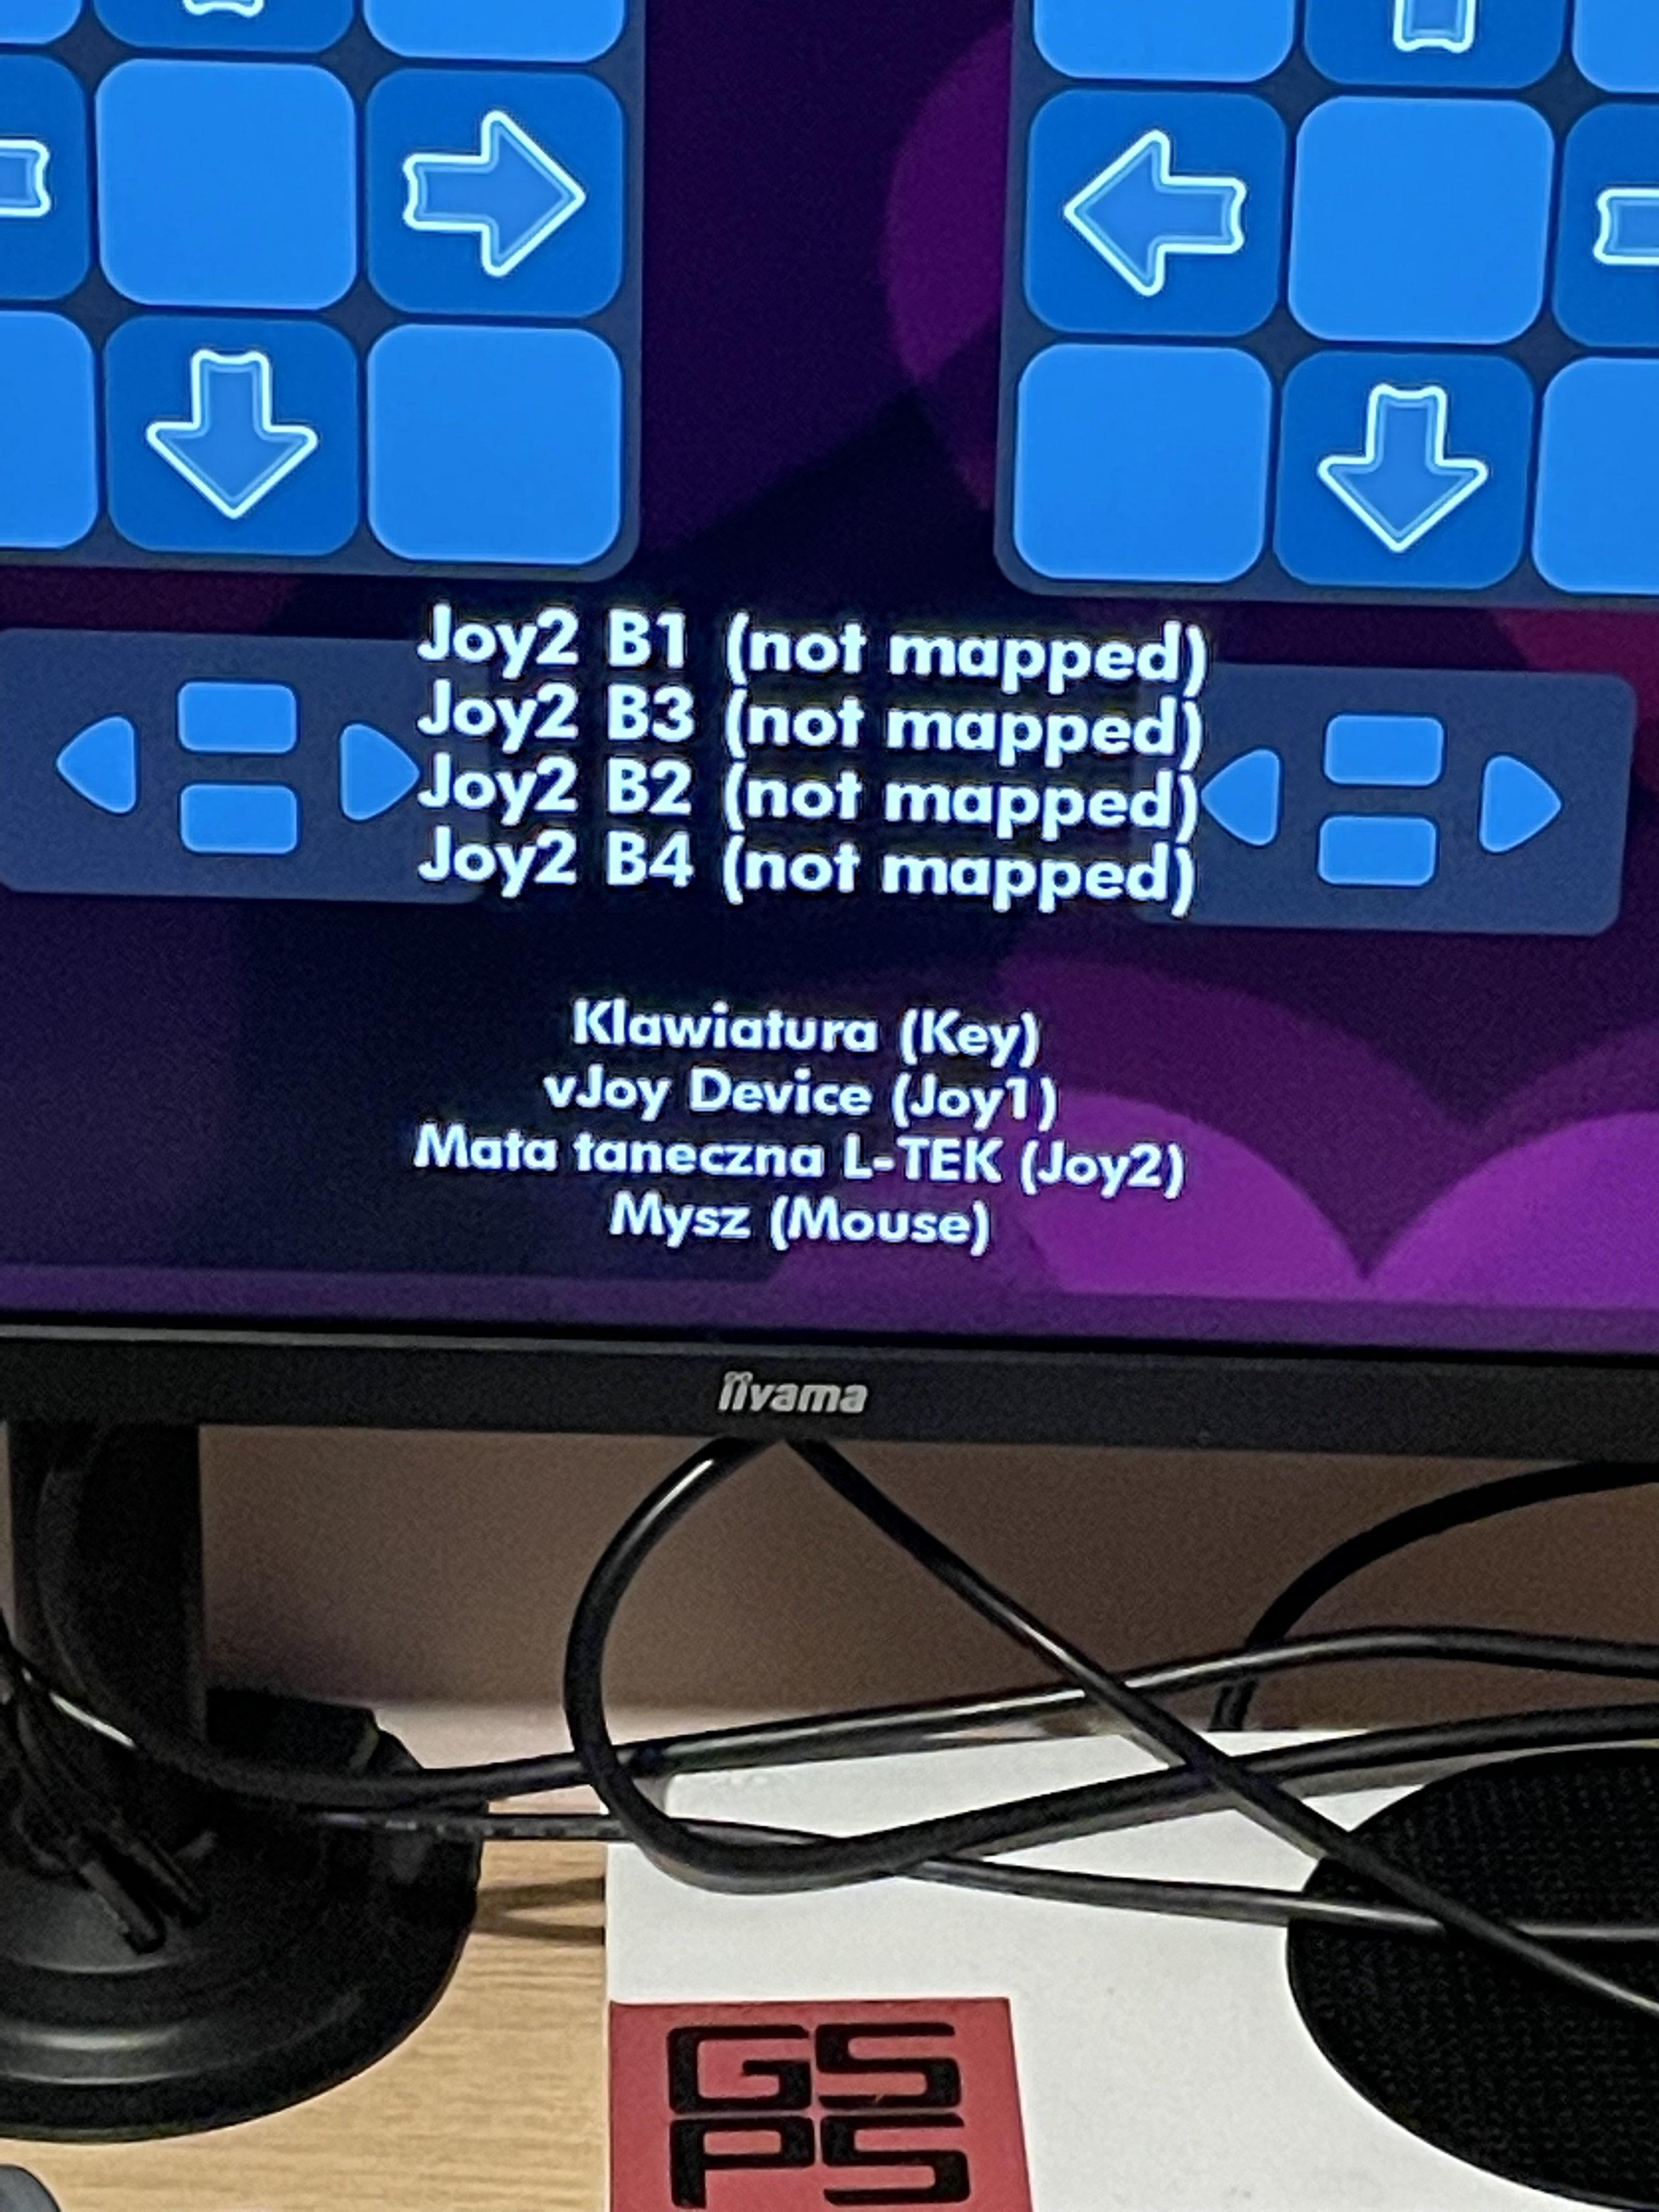 Joy2 B1 (not mapped)
Joy2 B3 (not mapped)
Joy2 B2 (not mapped)
Joy2 B4 (not mapped)
Klawiatura (Key)
vJoy Device (Joy1)
Mata taneczna L-TEK (Joy2)
Mysz (Mouse)
iiyama
GS
PS